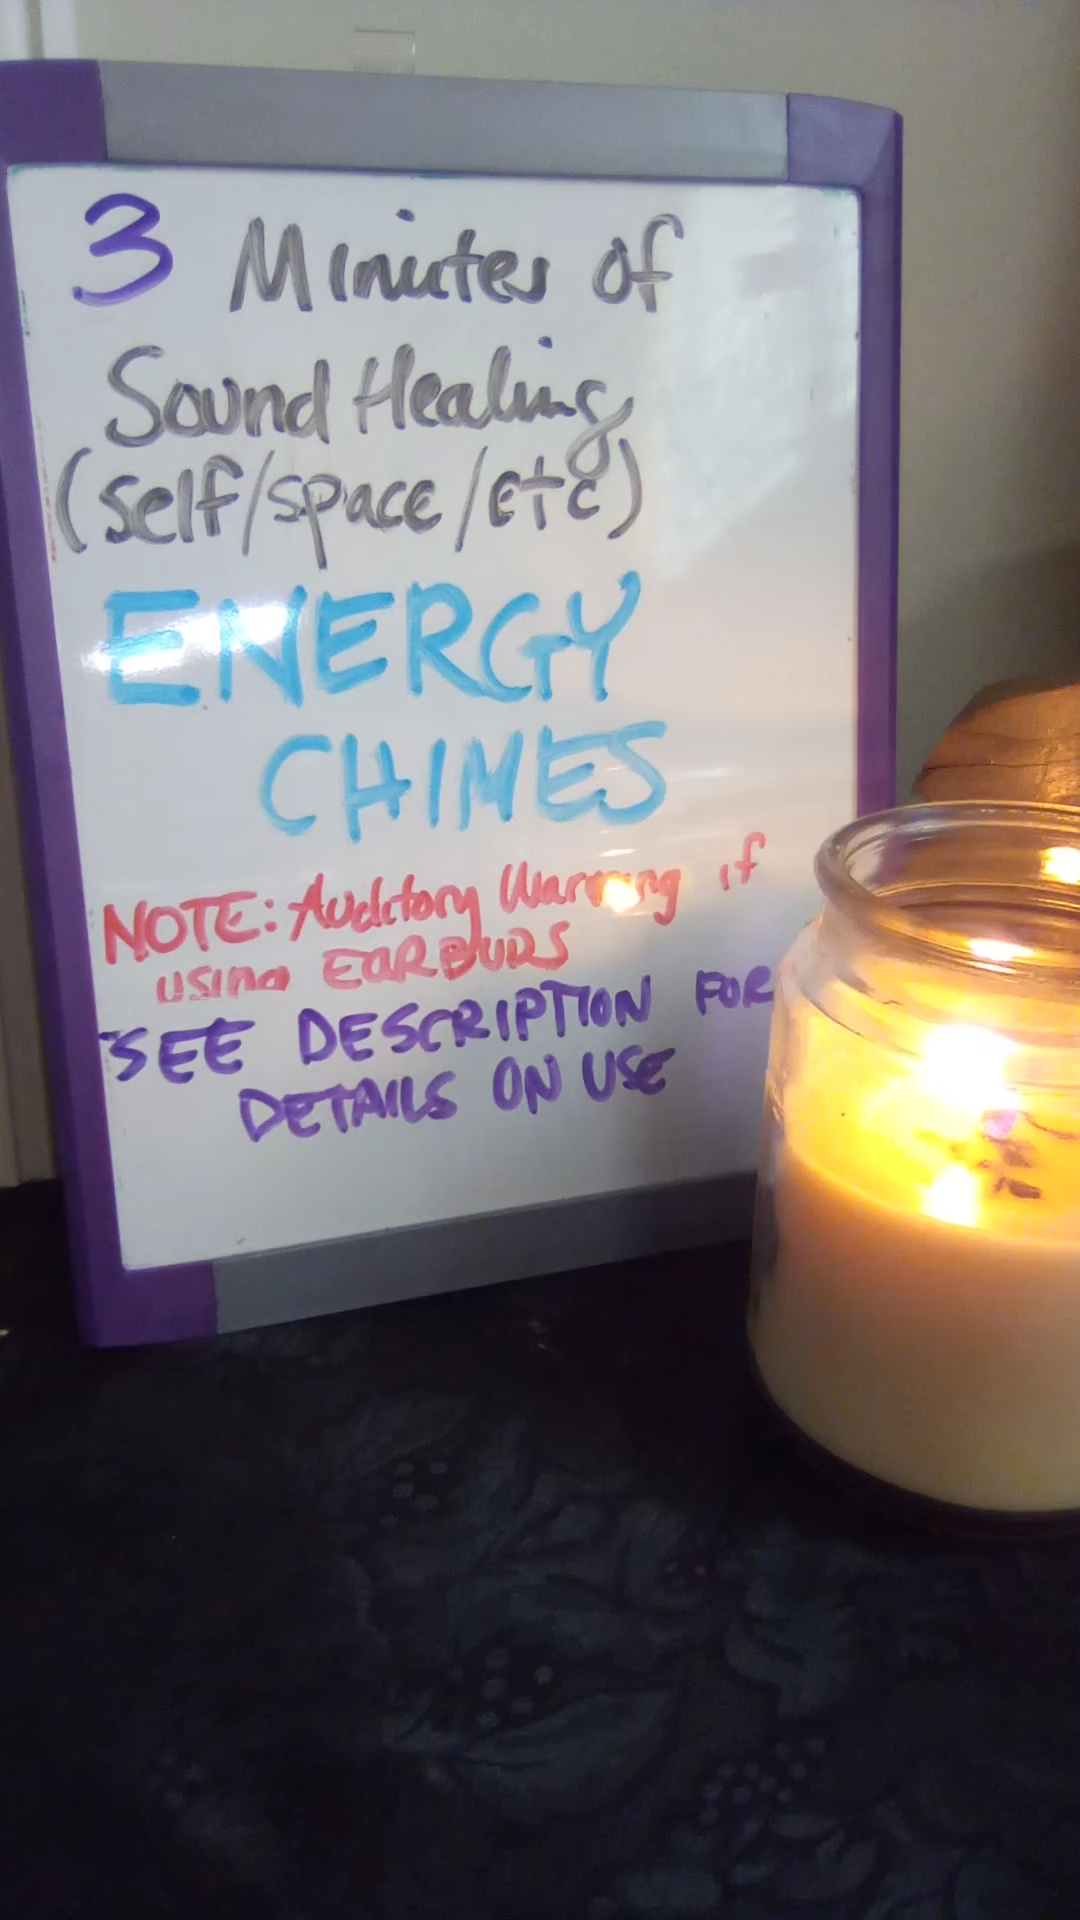 3 Minutes of
Sound Healing
(self/space/etc)
ENERGY
CHIMES
NOTE: Auditory Warning if
using EARBUDS
SEE DESCRIPTION FOR
DETAILS ON USE